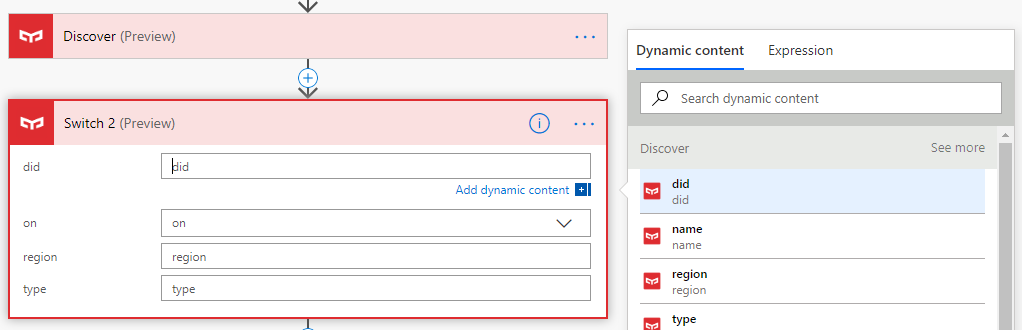 Discover (Preview)
Switch 2 (Preview)
did
did
Add dynamic content
on
on
region
region
type
type
Dynamic content
Expression
Search dynamic content
Discover
See more
did
did
name
name
region
region
type